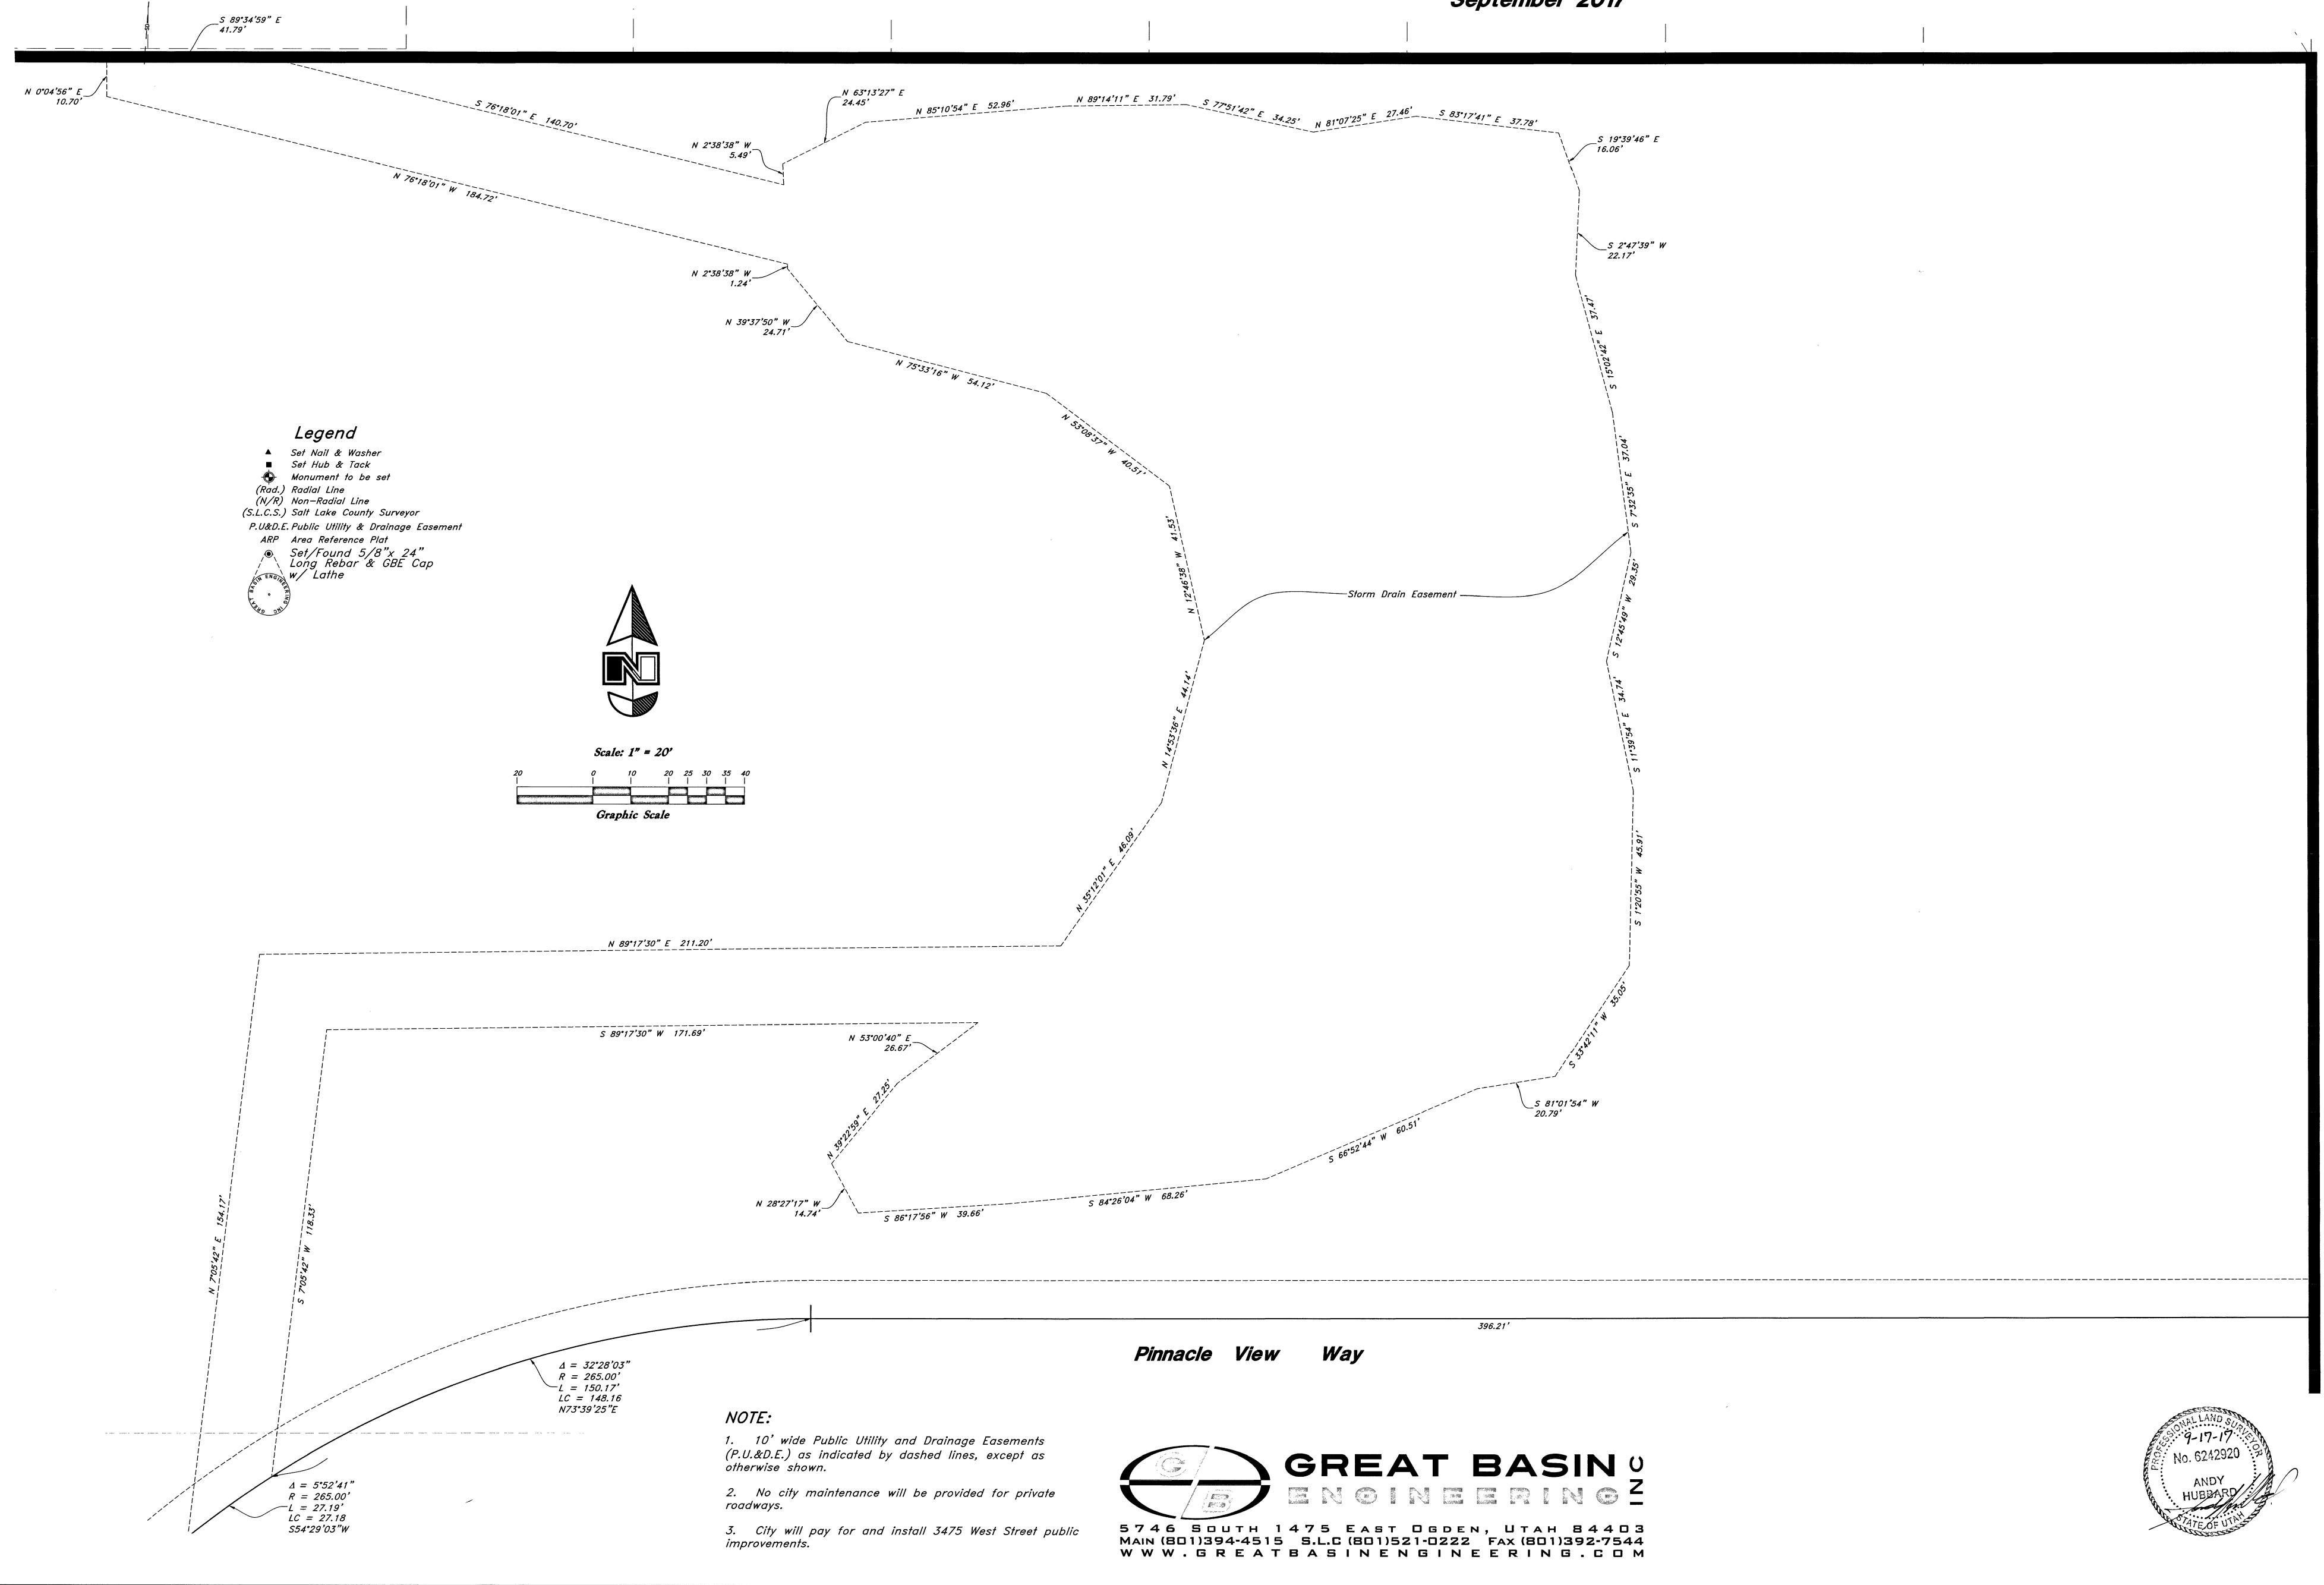 September 2017
S 89°34'59" E
41.79'
N 0°04'56" E
10.70'
S 76°18'01" E 140.70'
N 2°38'38" W
5.49'
N 63°13'27" E
24.45'
N 85°10'54" E 52.96'
N 89°14'11" E 31.79'
S 77°51'42" E 34.25'
N 81°07'25" E 27.46'
S 83°17'41" E 37.78'
S 19°39'46" E
16.06'
N 76°18'01" W 184.72'
S 2°47'39" W
22.17'
N 2°38'38" W
1.24'
N 39°37'50" W
24.71'
S 15°02'42" E 37.47'
N 75°33'16" W 54.12'
N 53°08'37" W 40.51'
S 7°32'35" E 37.04'
Legend
Set Nail & Washer
Set Hub & Tack
Monument to be set
(Rad.) Radial Line
(N/R) Non-Radial Line
(S.L.C.S.) Salt Lake County Surveyor
P.U&D.E. Public Utility & Drainage Easement
ARP Area Reference Plat
Set/Found 5/8"x 24"
Long Rebar & GBE Cap
w/ Lathe
GREAT BASIN ENGINEERING INC
N 12°46'38" W 41.53'
Storm Drain Easement
S 12°45'49" W 29.35'
N
N 14°53'36" E 44.14'
S 11°39'54" E 34.74'
Scale: 1" = 20'
20 0 10 20 25 30 35 40
Graphic Scale
N 35°12'01" E 46.09'
S 1°20'55" W 45.91'
N 89°17'30" E 211.20'
S 33°42'11" W 35.05'
S 89°17'30" W 171.69'
N 53°00'40" E
26.67'
N 39°22'59" E 27.25'
S 81°01'54" W
20.79'
S 66°52'44" W 60.51'
N 28°27'17" W
14.74'
S 86°17'56" W 39.66'
S 84°26'04" W 68.26'
N 7°05'42" E 154.17'
S 7°05'42" W 118.33'
396.21'
Pinnacle View Way
Δ = 32°28'03"
R = 265.00'
L = 150.17'
LC = 148.16
N73°39'25"E
Δ = 5°52'41"
R = 265.00'
L = 27.19'
LC = 27.18
S54°29'03"W
NOTE:
1. 10' wide Public Utility and Drainage Easements
(P.U.&D.E.) as indicated by dashed lines, except as
otherwise shown.
2. No city maintenance will be provided for private
roadways.
3. City will pay for and install 3475 West Street public
improvements.
G B
GREAT BASIN
ENGINEERING
INC
5746 South 1475 East Ogden, Utah 84403
Main (801)394-4515 S.L.C (801)521-0222 Fax (801)392-7544
WWW.GREATBASINENGINEERING.COM
PROFESSIONAL LAND SURVEYOR
9-17-17
No. 6242920
ANDY
HUBBARD
STATE OF UTAH